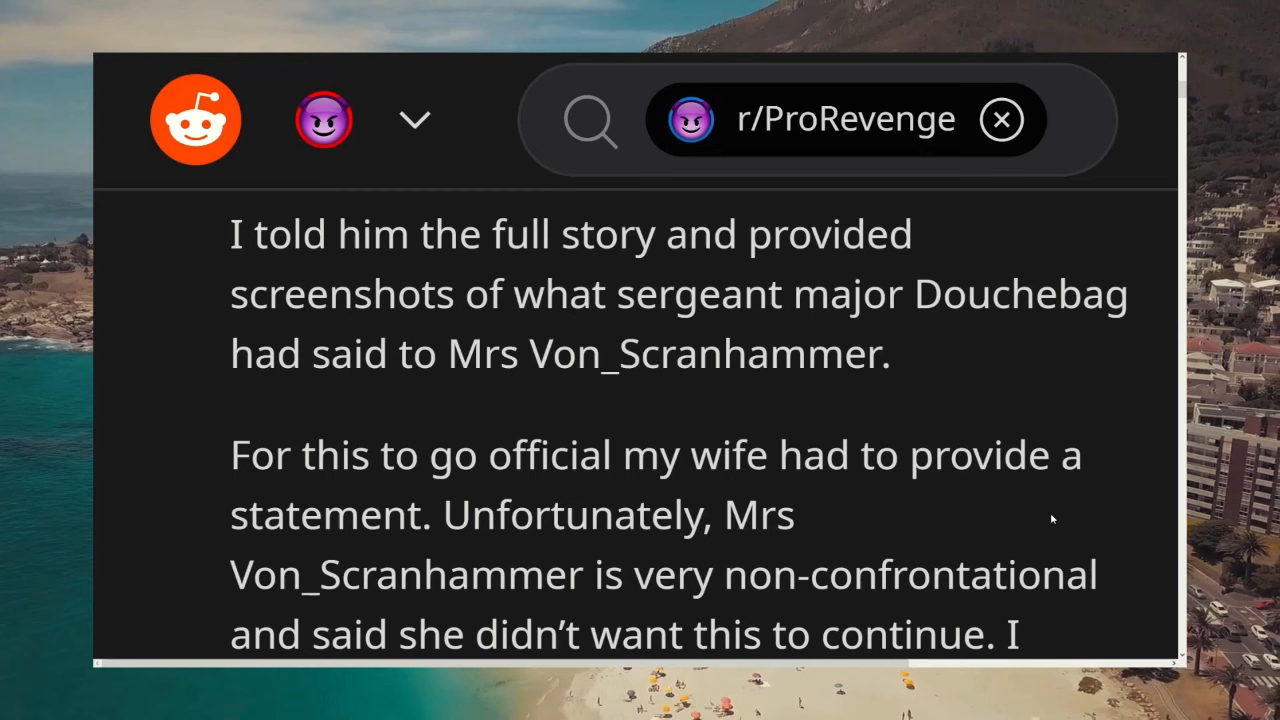 r/ProRevenge
I told him the full story and provided
screenshots of what sergeant major Douchebag
had said to Mrs Von_Scranhammer.
For this to go official my wife had to provide a
statement. Unfortunately, Mrs
Von_Scranhammer is very non-confrontational
and said she didn’t want this to continue. I